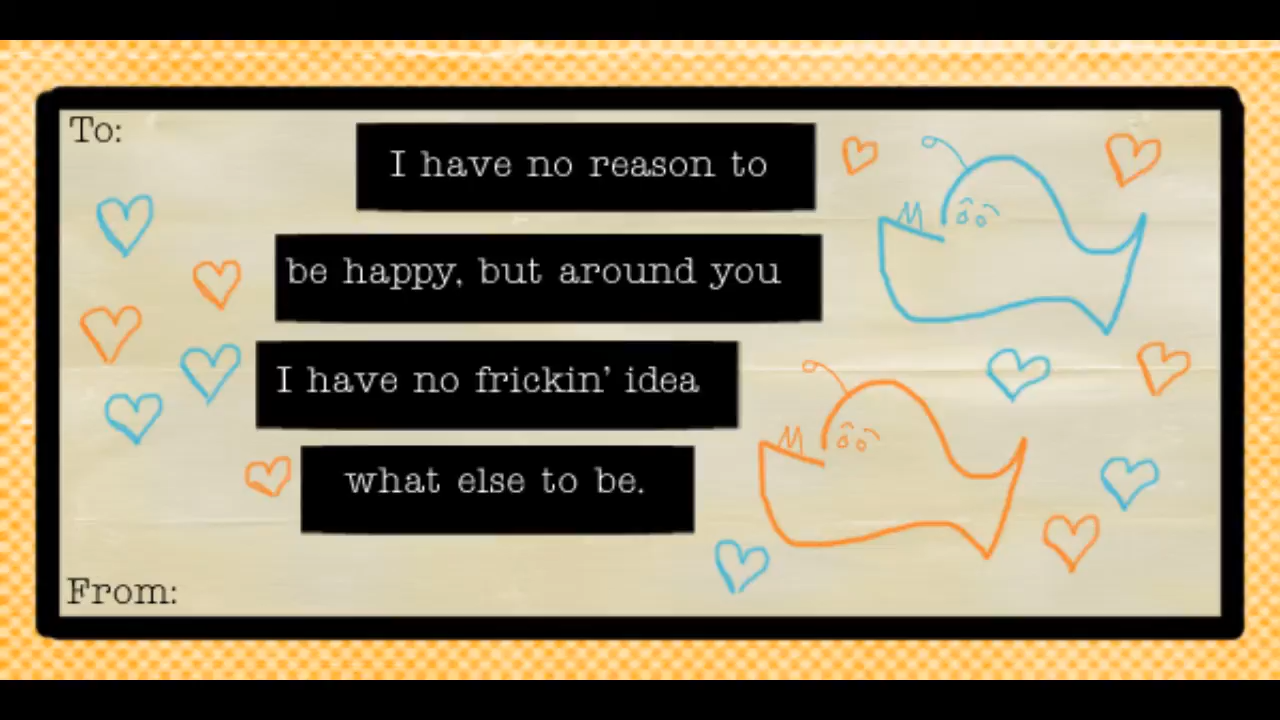 To:
I have no reason to
be happy, but around you
I have no frickin' idea
what else to be.
From: